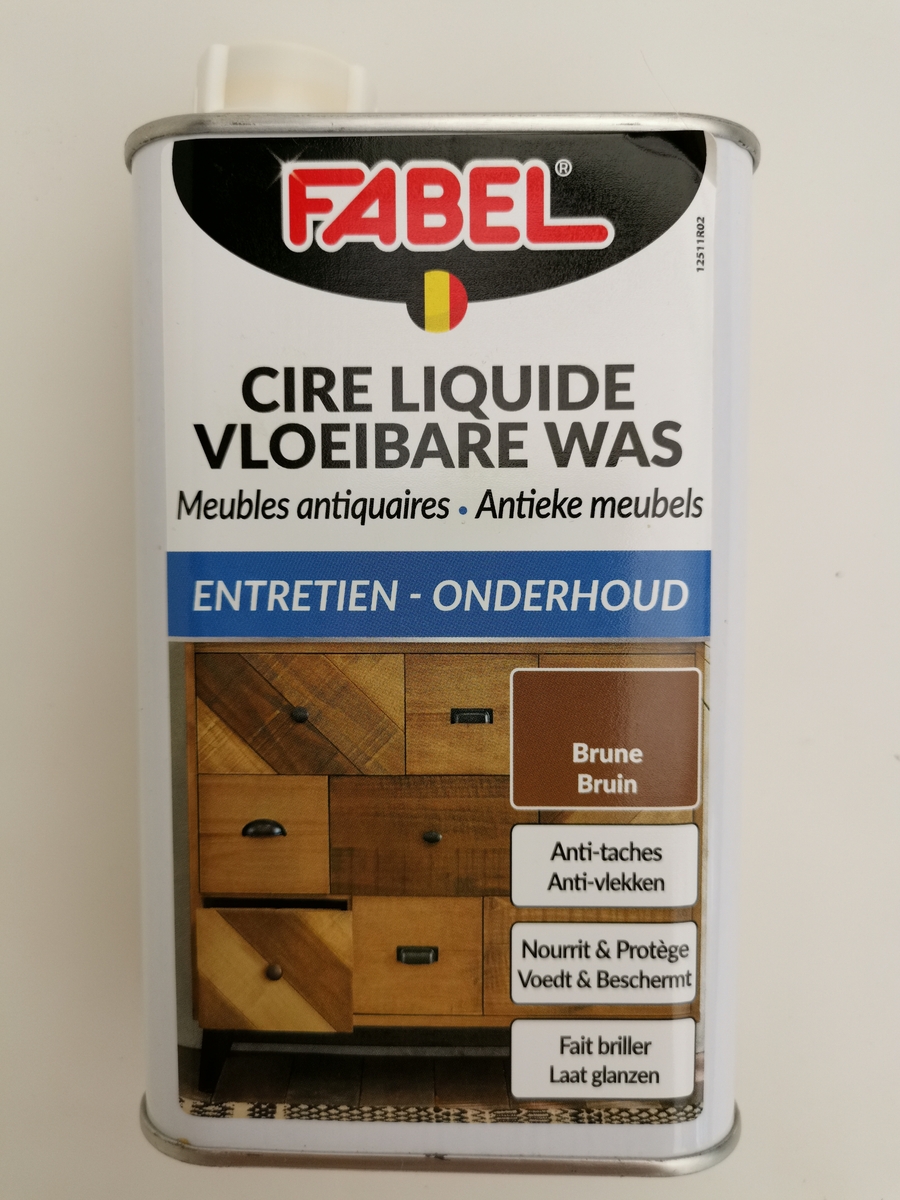 FABEL®
12511R02
CIRE LIQUIDE
VLOEIBARE WAS
Meubles antiquaires • Antieke meubels
ENTRETIEN - ONDERHOUD
Brune
Bruin
Anti-taches
Anti-vlekken
Nourrit & Protège
Voedt & Beschermt
Fait briller
Laat glanzen